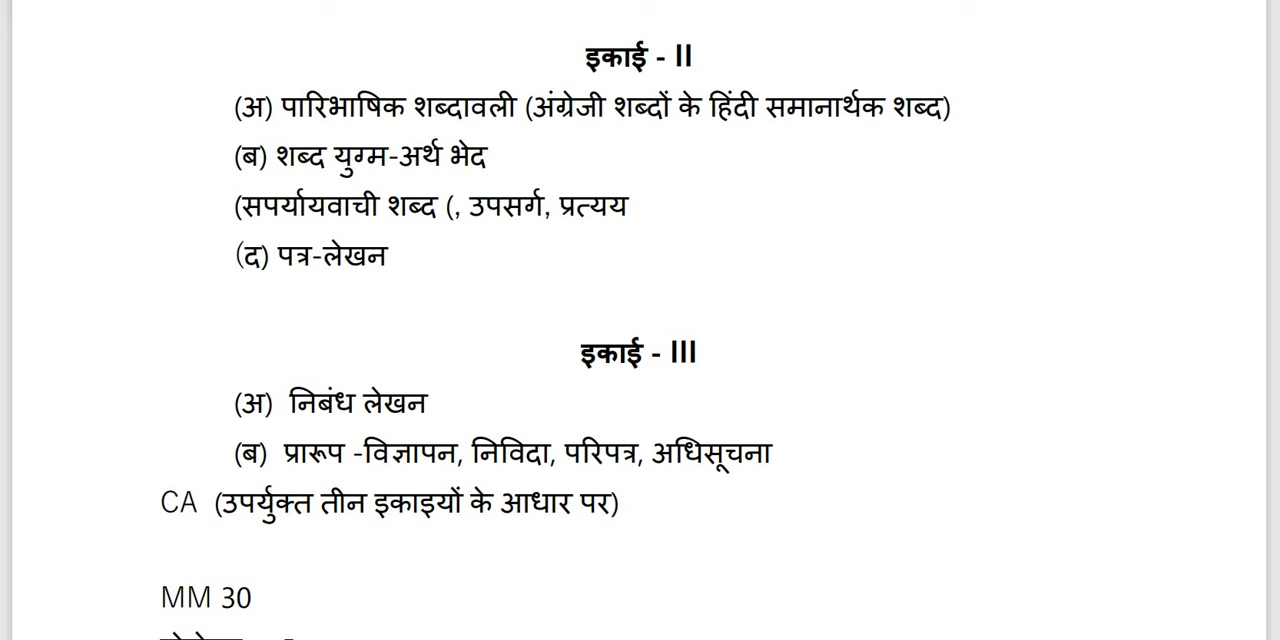 इकाई - II
(अ) पारिभाषिक शब्दावली (अंग्रेजी शब्दों के हिंदी समानार्थक शब्द)
(ब) शब्द युग्म-अर्थ भेद
(सपर्यायवाची शब्द (, उपसर्ग, प्रत्यय
(द) पत्र-लेखन
इकाई - III
(अ) निबंध लेखन
(ब) प्रारूप -विज्ञापन, निविदा, परिपत्र, अधिसूचना
CA (उपर्युक्त तीन इकाइयों के आधार पर)
MM 30